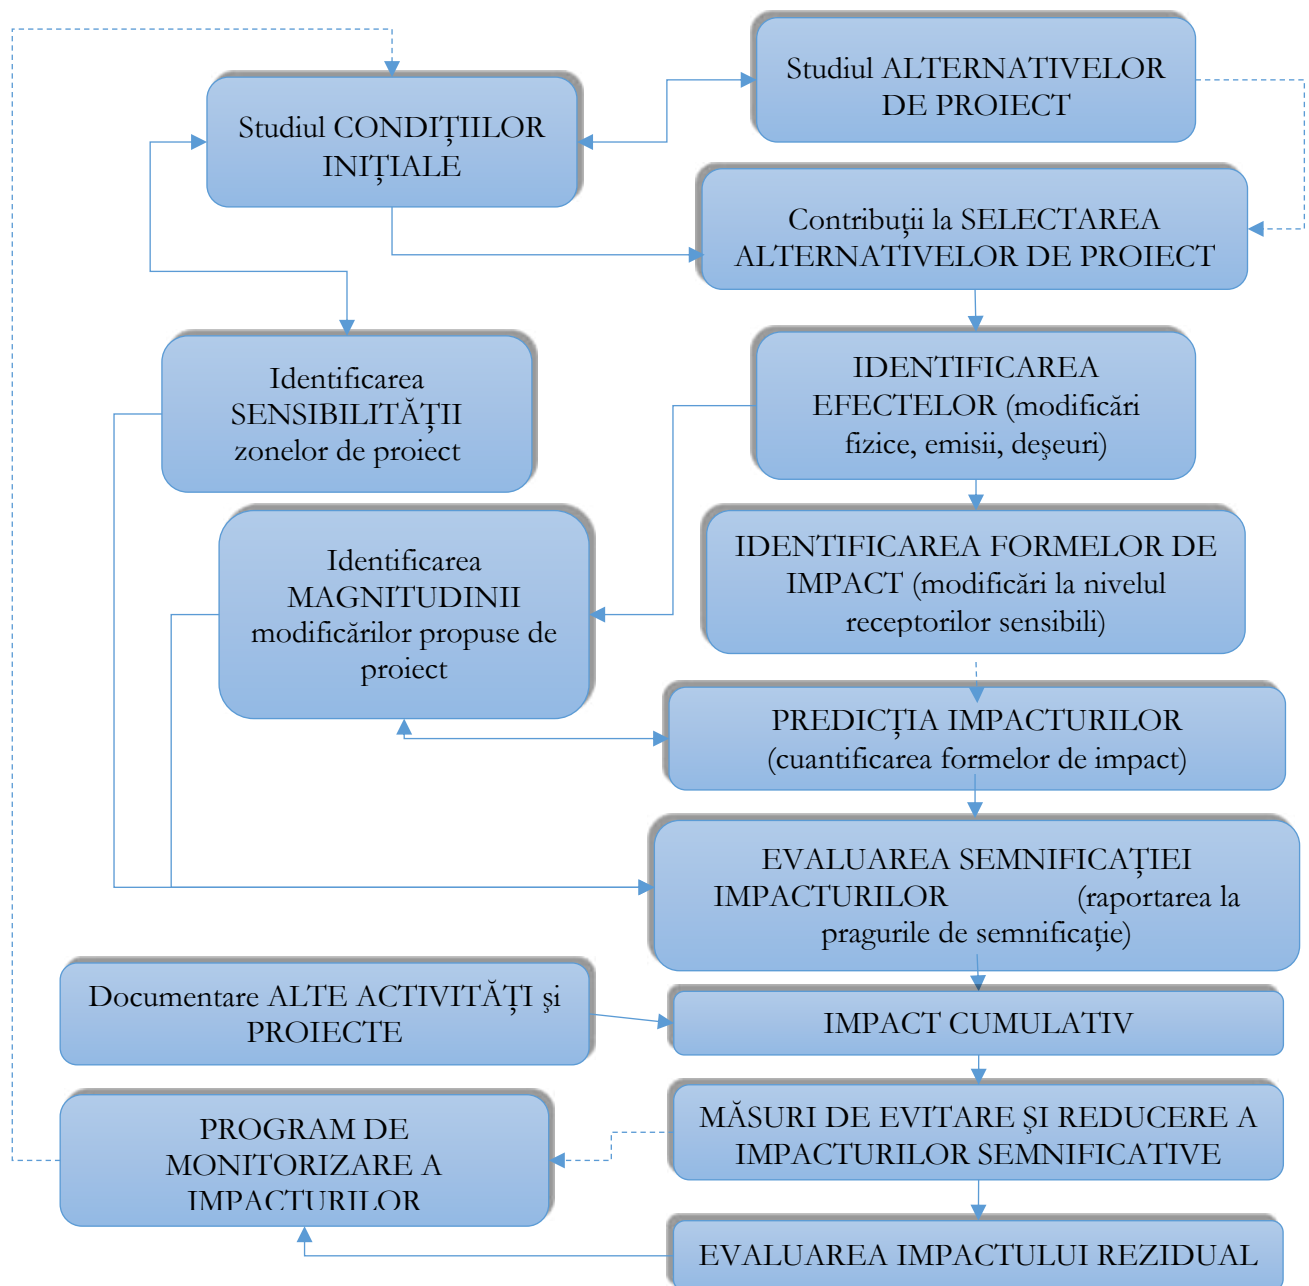 Studiul ALTERNATIVELOR
DE PROIECT
Studiul CONDIȚIILOR
INIȚIALE
Contribuții la SELECTAREA
ALTERNATIVELOR DE PROIECT
IDENTIFICAREA
EFECTELOR (modificări
fizice, emisii, deşeuri)
Identificarea
SENSIBILITĂȚII
zonelor de proiect
IDENTIFICAREA FORMELOR DE
IMPACT (modificări la nivelul
receptorilor sensibili)
Identificarea
MAGNITUDINII
modificărilor propuse de
proiect
PREDICȚIA IMPACTURILOR
(cuantificarea formelor de impact)
EVALUAREA SEMNIFICAȚIEI
IMPACTURILOR (raportarea la
pragurile de semnificaţie)
Documentare ALTE ACTIVITĂȚI şi
PROIECTE
IMPACT CUMULATIV
MĂSURI DE EVITARE ŞI REDUCERE A
IMPACTURILOR SEMNIFICATIVE
PROGRAM DE
MONITORIZARE A
IMPACTURILOR
EVALUAREA IMPACTULUI REZIDUAL